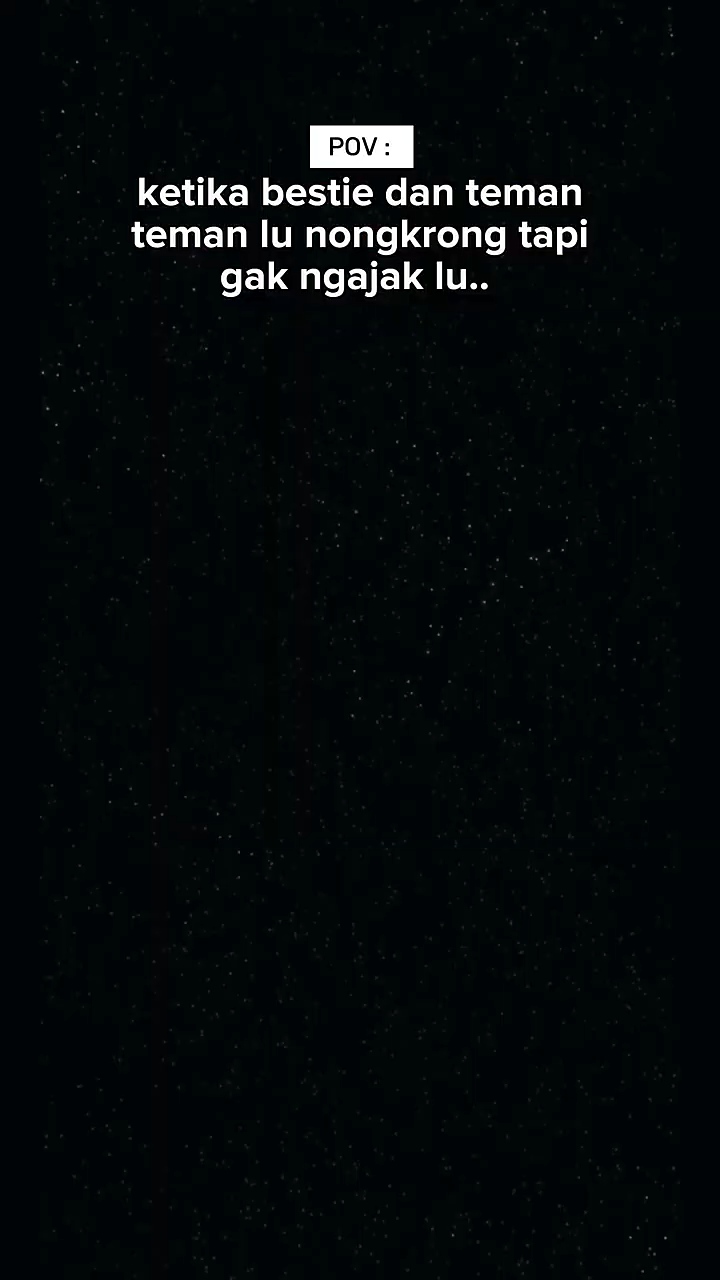 POV :
ketika bestie dan teman
teman lu nongkrong tapi
gak ngajak lu..